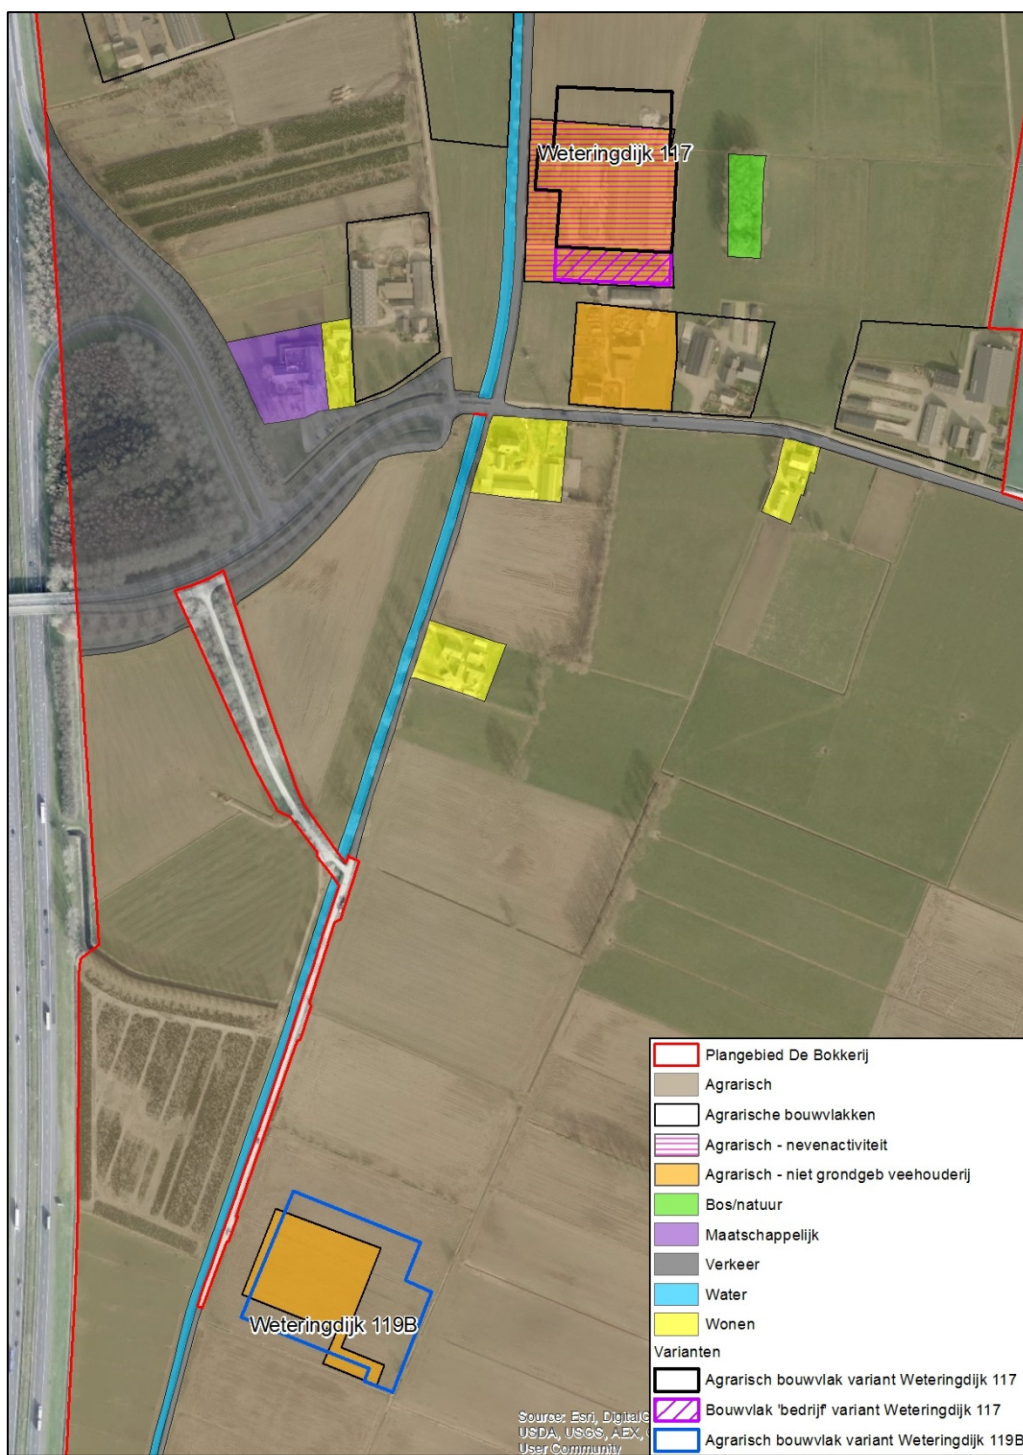 Weteringdijk 117
Weteringdijk 119B
Plangebied De Bokkerij
Agrarisch
Agrarische bouwvlakken
Agrarisch - nevenactiviteit
Agrarisch - niet grondgeb veehouderij
Bos/natuur
Maatschappelijk
Verkeer
Water
Wonen
Varianten
Agrarisch bouwvlak variant Weteringdijk 117
Bouwvlak 'bedrijf' variant Weteringdijk 117
Agrarisch bouwvlak variant Weteringdijk 119B
Source: Esri, DigitalG
USDA, USGS, AEX,
User Community